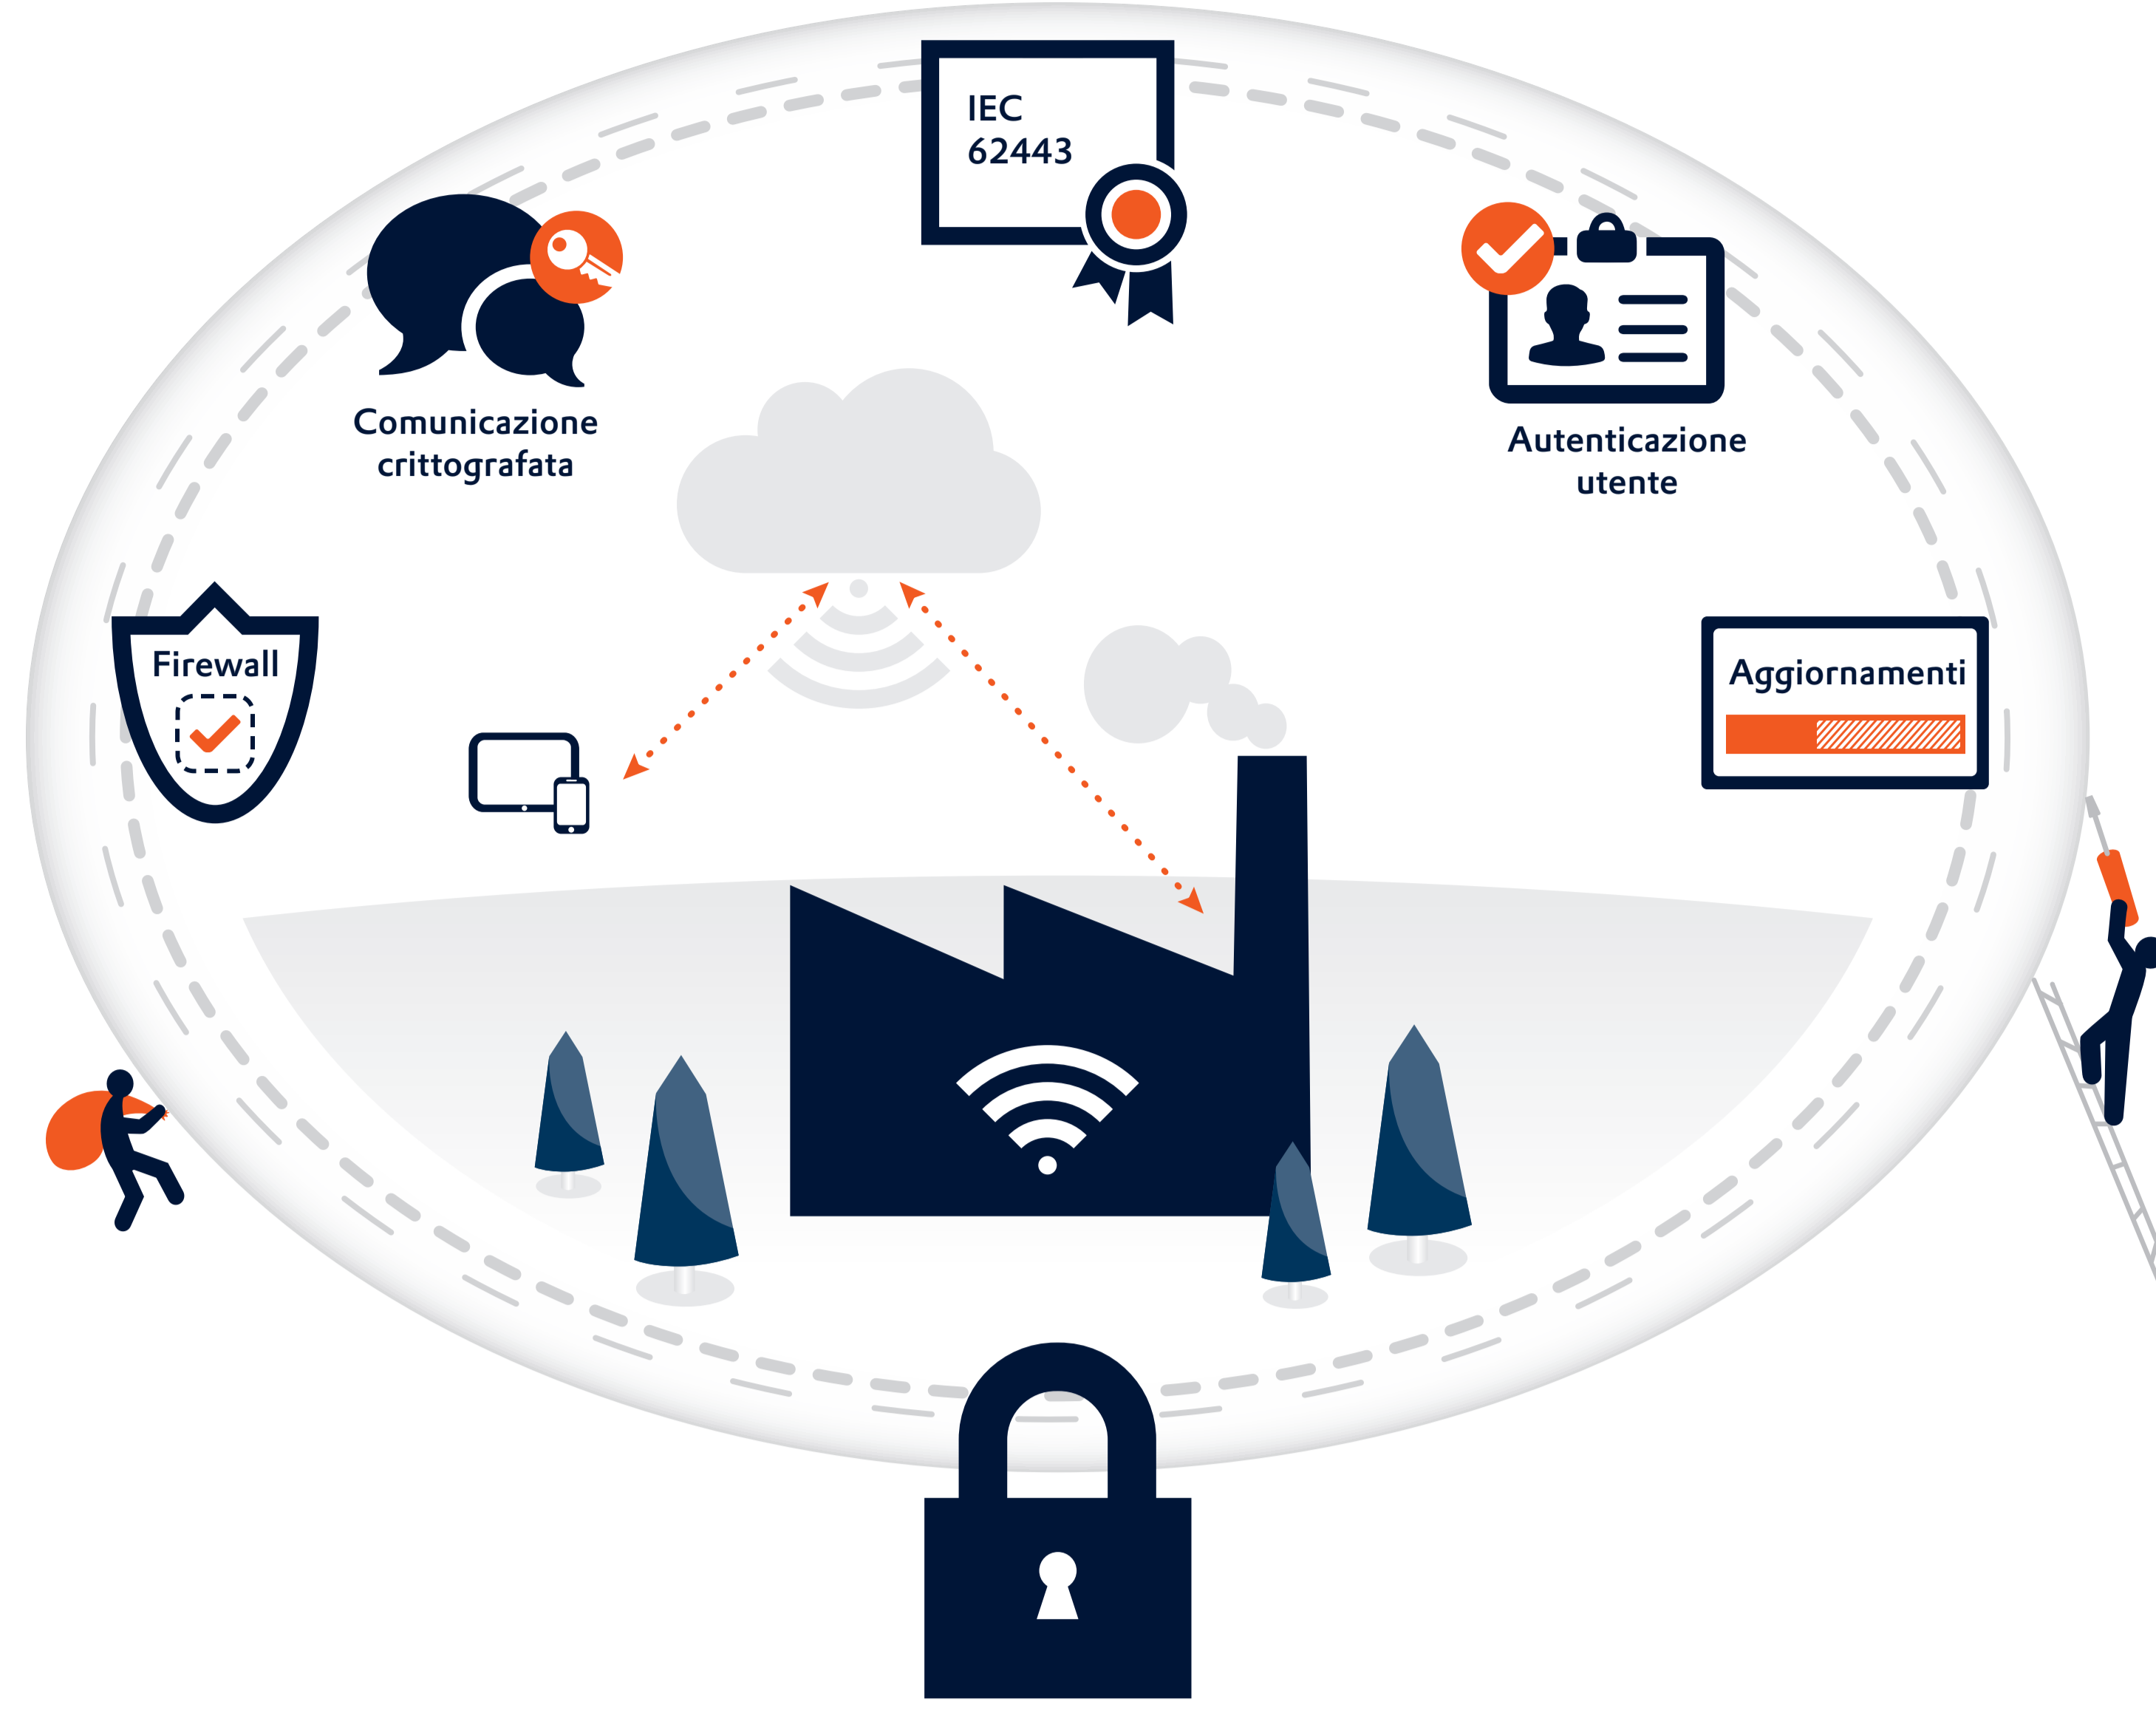 IEC
62443
Comunicazione
crittografata
Autenticazione
utente
Firewall
Aggiornamenti